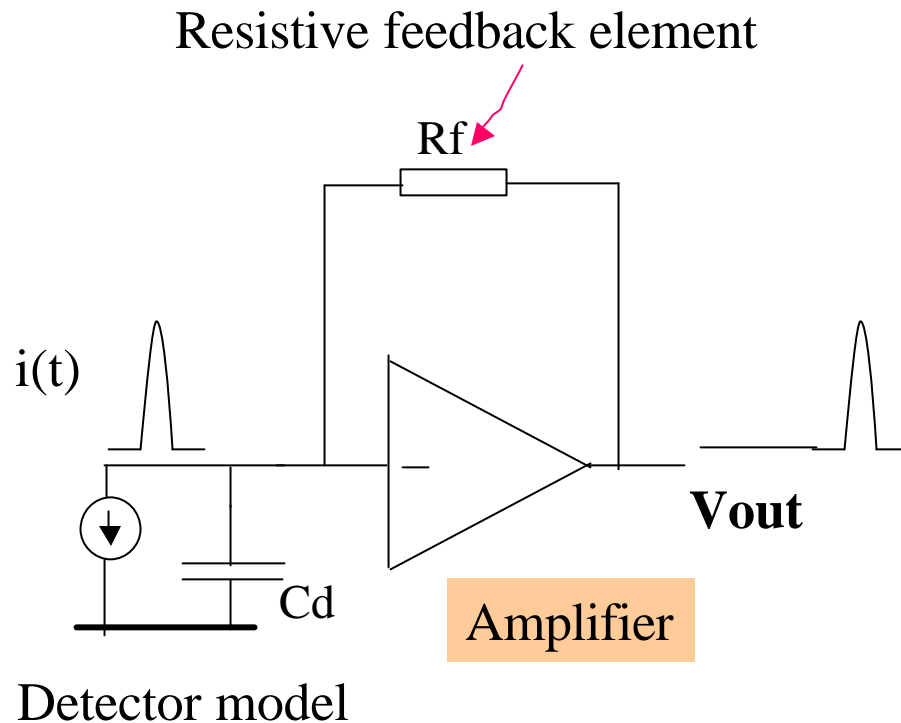 Resistive feedback element
Rf
i(t)
Vout
Cd
Amplifier
Detector model